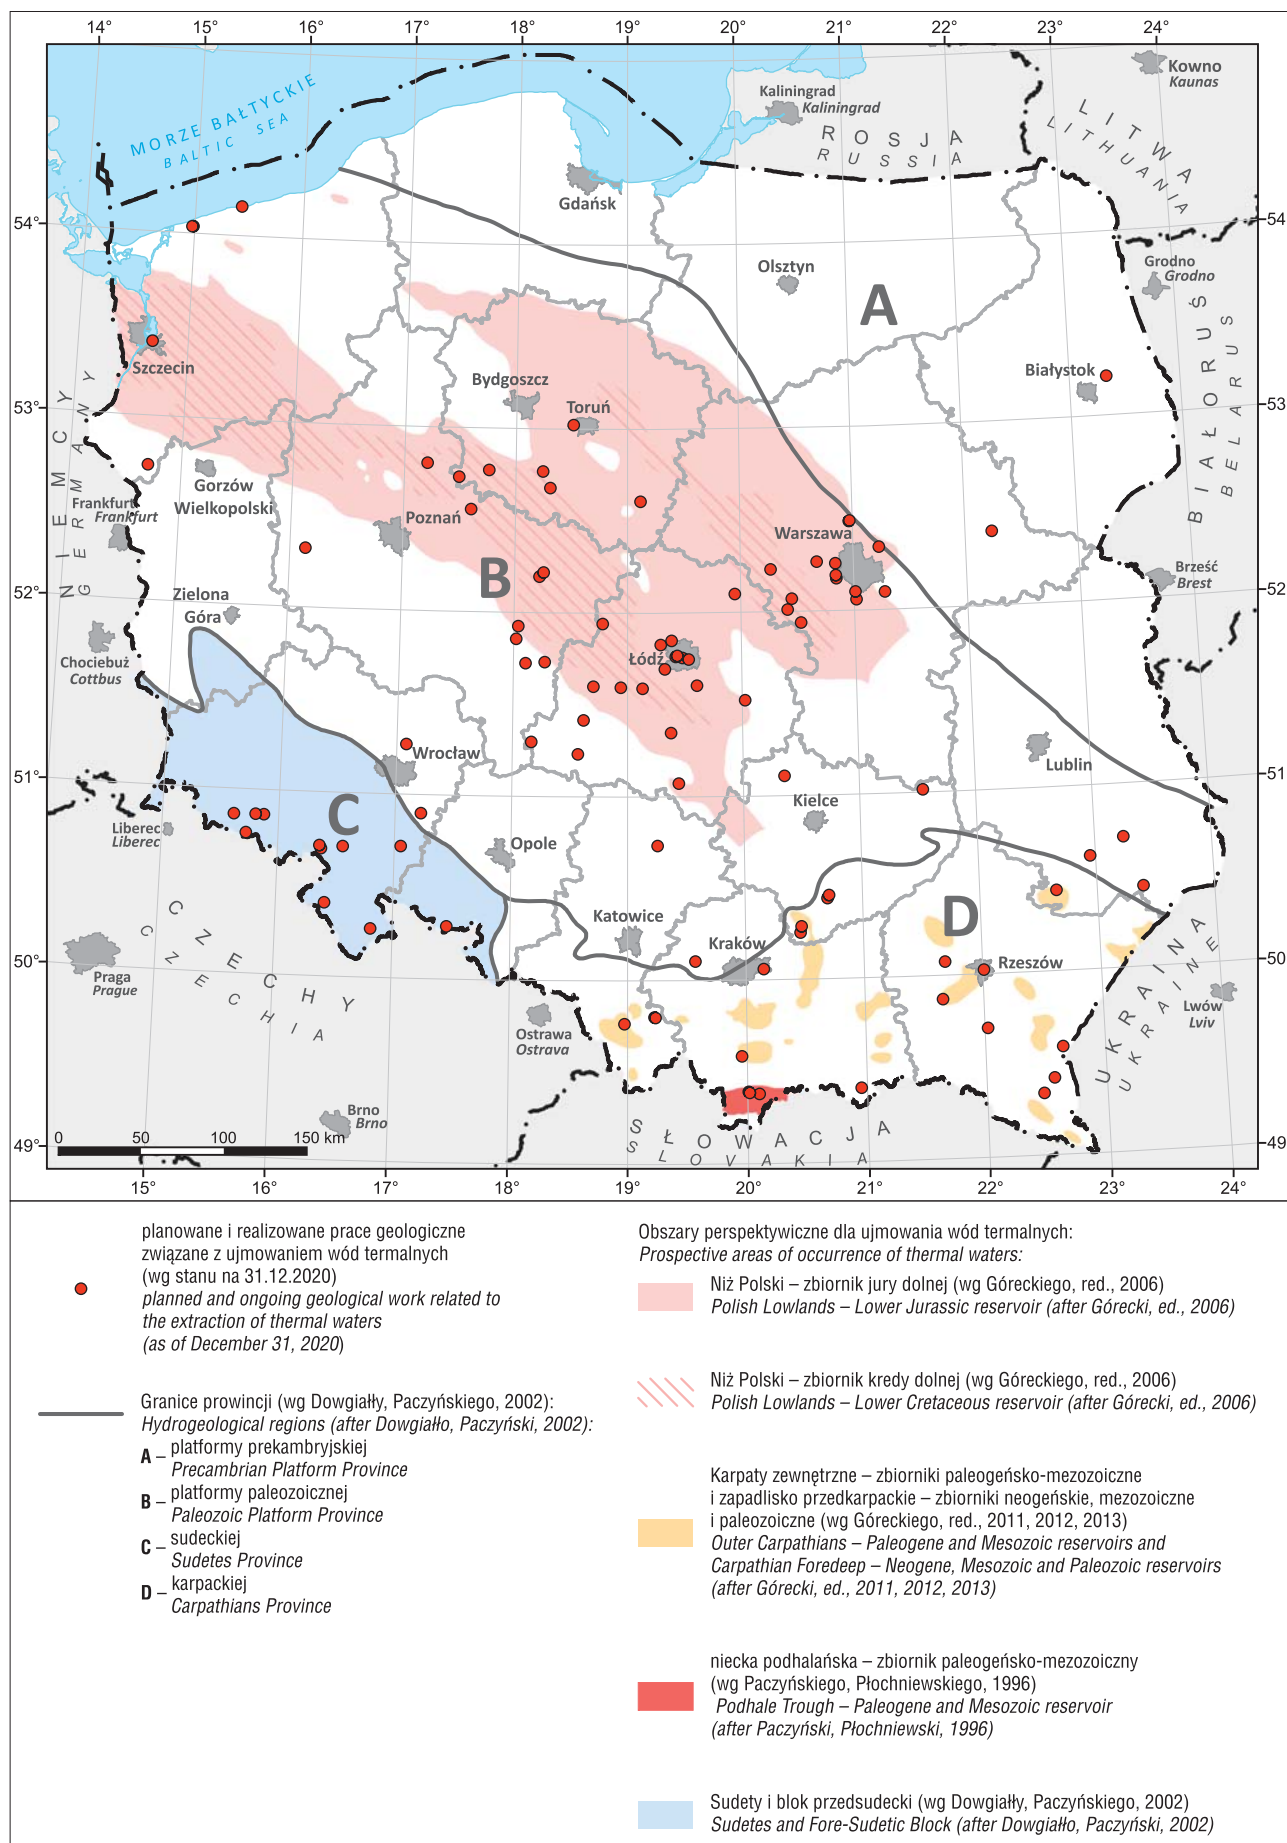 14° 15° 16° 17° 18° 19° 20° 21° 22° 23° 24°
Kowno
Kaunas
Kaliningrad
Kaliningrad
MORZE BAŁTYCKIE
BALTIC SEA
ROSJA
RUSSIA
LITWA
LITHUANIA
Gdańsk
54°
54°
Olsztyn
Grodno
Grodno
A
Szczecin
Białystok
Bydgoszcz
Toruń
BIAŁORUŚ
BELARUS
53°
53°
NIEMCY
GERMANY
Gorzów
Wielkopolski
Frankfurt
Frankfurt
Poznań
Warszawa
B
Brześć
Brest
52°
52°
Zielona
Góra
Chociebuż
Cottbus
Łódź
Wrocław
Lublin
51°
51°
C
Kielce
Liberec
Liberec
Opole
D
Katowice
Kraków
Rzeszów
CZECHY
CZECHIA
UKRAINA
UKRAINE
50°
50°
Praga
Prague
Lwów
Lviv
Ostrawa
Ostrava
Brno
Brno
SŁOWACJA
SLOVAKIA
0 50 100 150 km
49°
49°
15° 16° 17° 18° 19° 20° 21° 22° 23° 24°
planowane i realizowane prace geologiczne
związane z ujmowaniem wód termalnych
(wg stanu na 31.12.2020)
planned and ongoing geological work related to
the extraction of thermal waters
(as of December 31, 2020)
Granice prowincji (wg Dowgiałły, Paczyńskiego, 2002):
Hydrogeological regions (after Dowgiałło, Paczyński, 2002):
A – platformy prekambryjskiej
Precambrian Platform Province
B – platformy paleozoicznej
Paleozoic Platform Province
C – sudeckiej
Sudetes Province
D – karpackiej
Carpathians Province
Obszary perspektywiczne dla ujmowania wód termalnych:
Prospective areas of occurrence of thermal waters:
Niż Polski – zbiornik jury dolnej (wg Góreckiego, red., 2006)
Polish Lowlands – Lower Jurassic reservoir (after Górecki, ed., 2006)
Niż Polski – zbiornik kredy dolnej (wg Góreckiego, red., 2006)
Polish Lowlands – Lower Cretaceous reservoir (after Górecki, ed., 2006)
Karpaty zewnętrzne – zbiorniki paleogeńsko-mezozoiczne
i zapadlisko przedkarpackie – zbiorniki neogeńskie, mezozoiczne
i paleozoiczne (wg Góreckiego, red., 2011, 2012, 2013)
Outer Carpathians – Paleogene and Mesozoic reservoirs and
Carpathian Foredeep – Neogene, Mesozoic and Paleozoic reservoirs
(after Górecki, ed., 2011, 2012, 2013)
niecka podhalańska – zbiornik paleogeńsko-mezozoiczny
(wg Paczyńskiego, Płochniewskiego, 1996)
Podhale Trough – Paleogene and Mesozoic reservoir
(after Paczyński, Płochniewski, 1996)
Sudety i blok przedsudecki (wg Dowgiałły, Paczyńskiego, 2002)
Sudetes and Fore-Sudetic Block (after Dowgiałło, Paczyński, 2002)